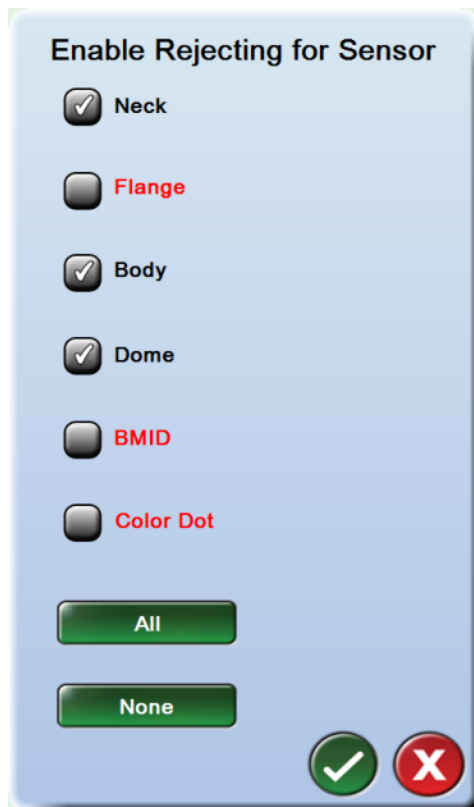 Enable Rejecting for Sensor
Neck
Flange
Body
Dome
BMID
Color Dot
All
None